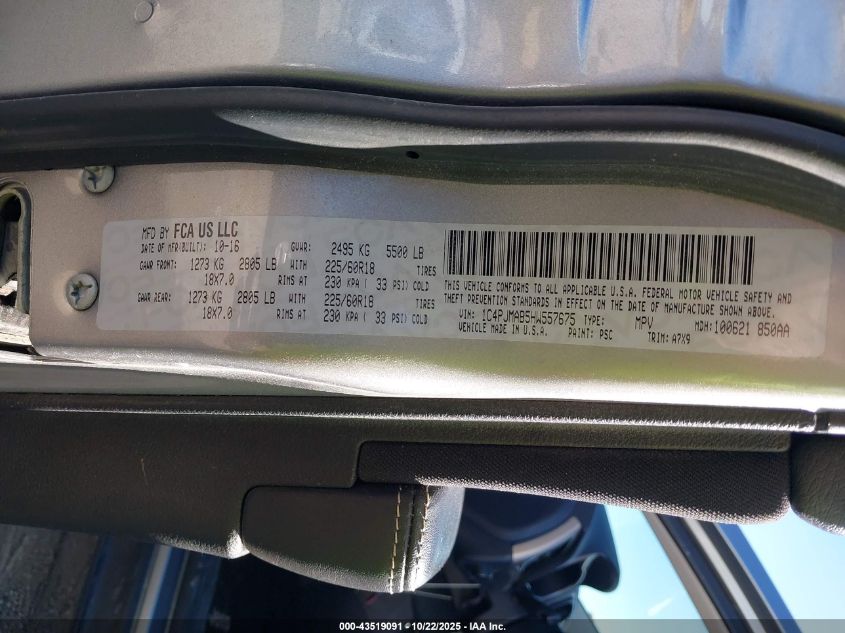 MFD BY FCA US LLC
DATE OF MFR(BUILT): 10-16 GVWR: 2495 KG 5500 LB
GAWR FRONT: 1273 KG 2805 LB WITH 225/60R18 TIRES
18X7.0 RIMS AT 230 KPA ( 33 PSI) COLD
GAWR REAR: 1273 KG 2805 LB WITH 225/60R18 TIRES
18X7.0 RIMS AT 230 KPA ( 33 PSI) COLD
THIS VEHICLE CONFORMS TO ALL APPLICABLE U.S.A. FEDERAL MOTOR VEHICLE SAFETY AND
THEFT PREVENTION STANDARDS IN EFFECT ON THE DATE OF MANUFACTURE SHOWN ABOVE.
VIN: 1C4PJMAB5HW557675 TYPE: MPV MDH: 100621 850AA
VEHICLE MADE IN U.S.A. PAINT: PSC TRIM: A7X9
000-43519091 - 10/22/2025 - IAA Inc.